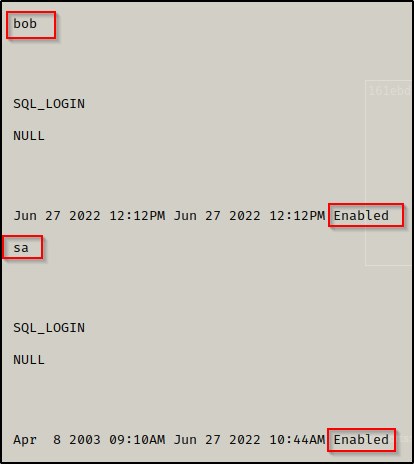 bob
161ebd
SQL_LOGIN
NULL
Jun 27 2022 12:12PM Jun 27 2022 12:12PM Enabled
sa
SQL_LOGIN
NULL
Apr  8 2003 09:10AM Jun 27 2022 10:44AM Enabled